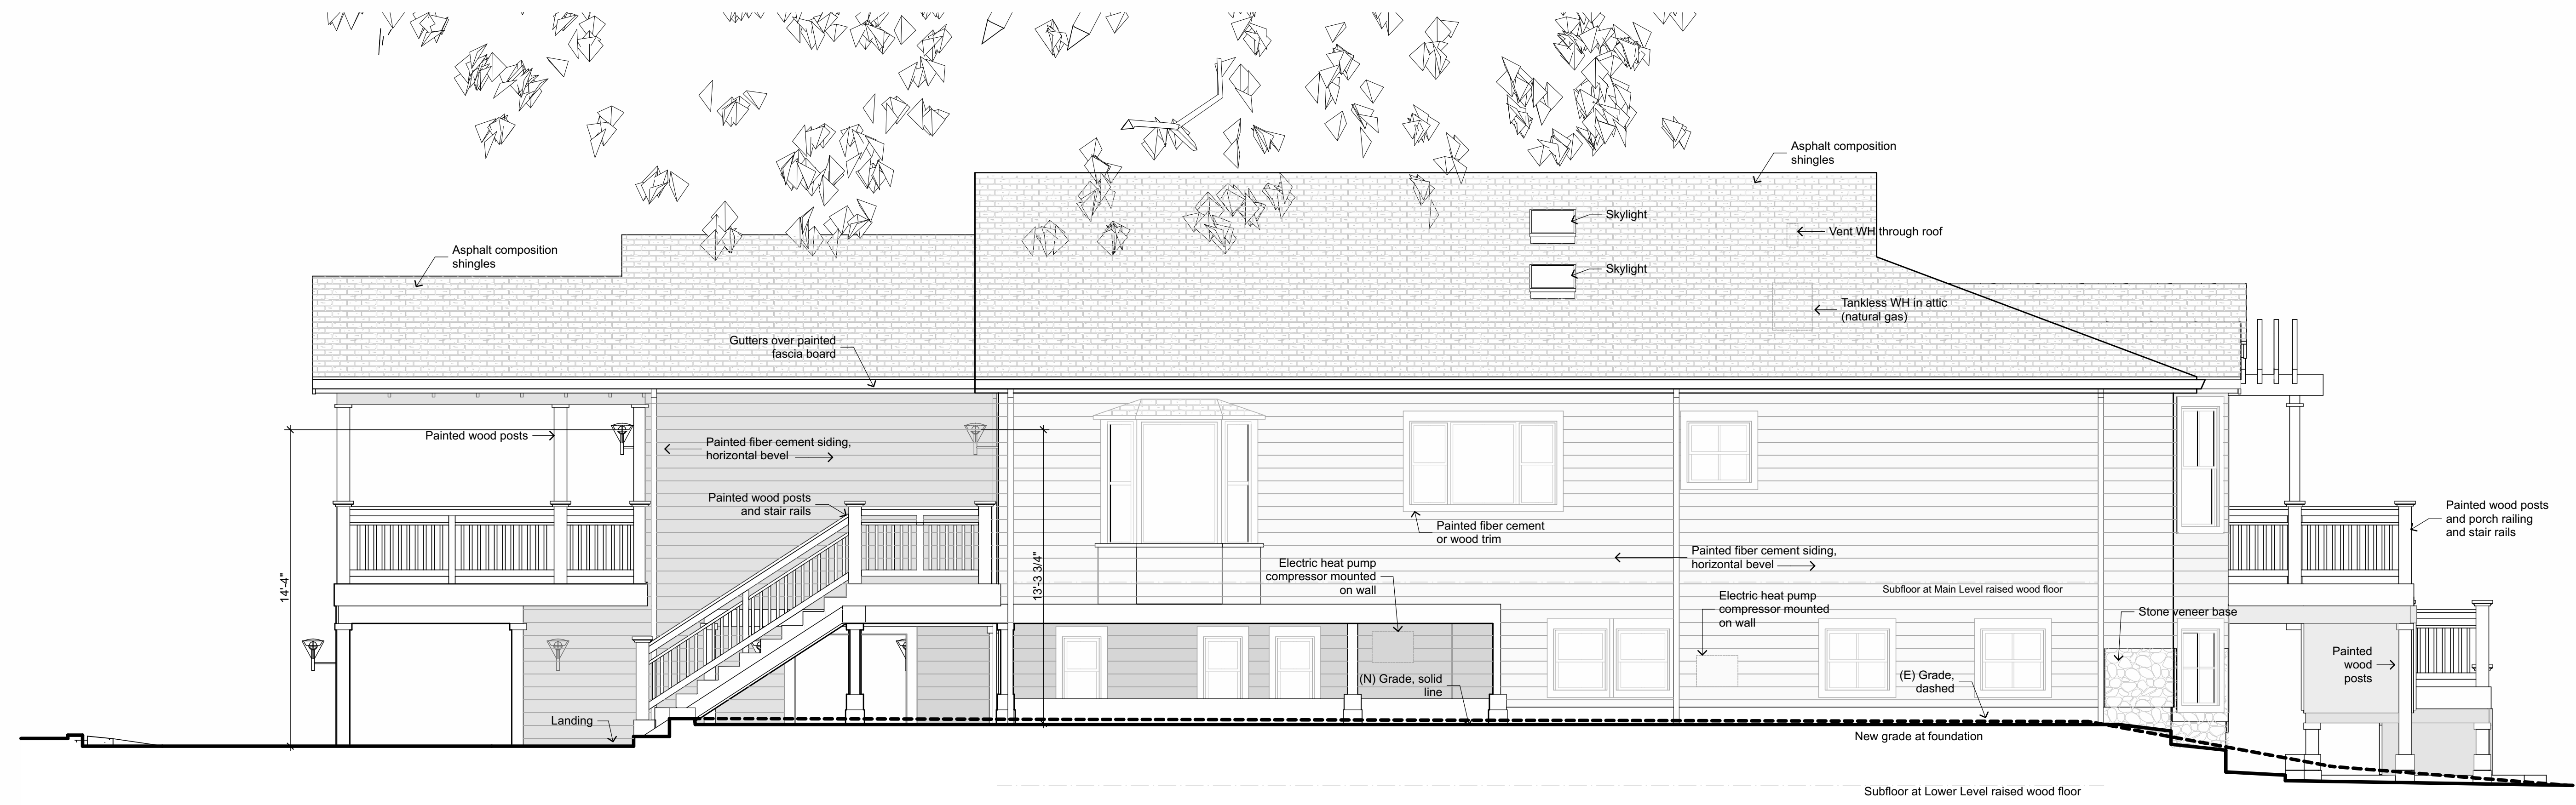 Asphalt composition
shingles
Skylight
Vent WH through roof
Asphalt composition
shingles
Skylight
Tankless WH in attic
(natural gas)
Gutters over painted
fascia board
Painted wood posts
Painted fiber cement siding,
horizontal bevel
Painted wood posts
and stair rails
Painted fiber cement
or wood trim
Painted wood posts
and porch railing
and stair rails
14'-4"
13'-3 3/4"
Electric heat pump
compressor mounted
on wall
Painted fiber cement siding,
horizontal bevel
Subfloor at Main Level raised wood floor
Electric heat pump
compressor mounted
on wall
Stone veneer base
Painted
wood
posts
(N) Grade, solid
line
(E) Grade,
dashed
Landing
New grade at foundation
Subfloor at Lower Level raised wood floor